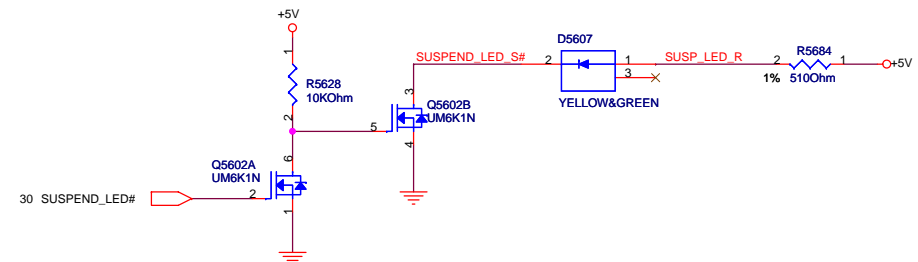 +5V
1
R5628
10KOhm
2
SUSPEND_LED_S#
2
D5607
1
3
YELLOW&GREEN
SUSP_LED_R
2
R5684
1
1% 510Ohm
+5V
3
Q5602B
UM6K1N
5
4
6
Q5602A
UM6K1N
2
1
30 SUSPEND_LED#